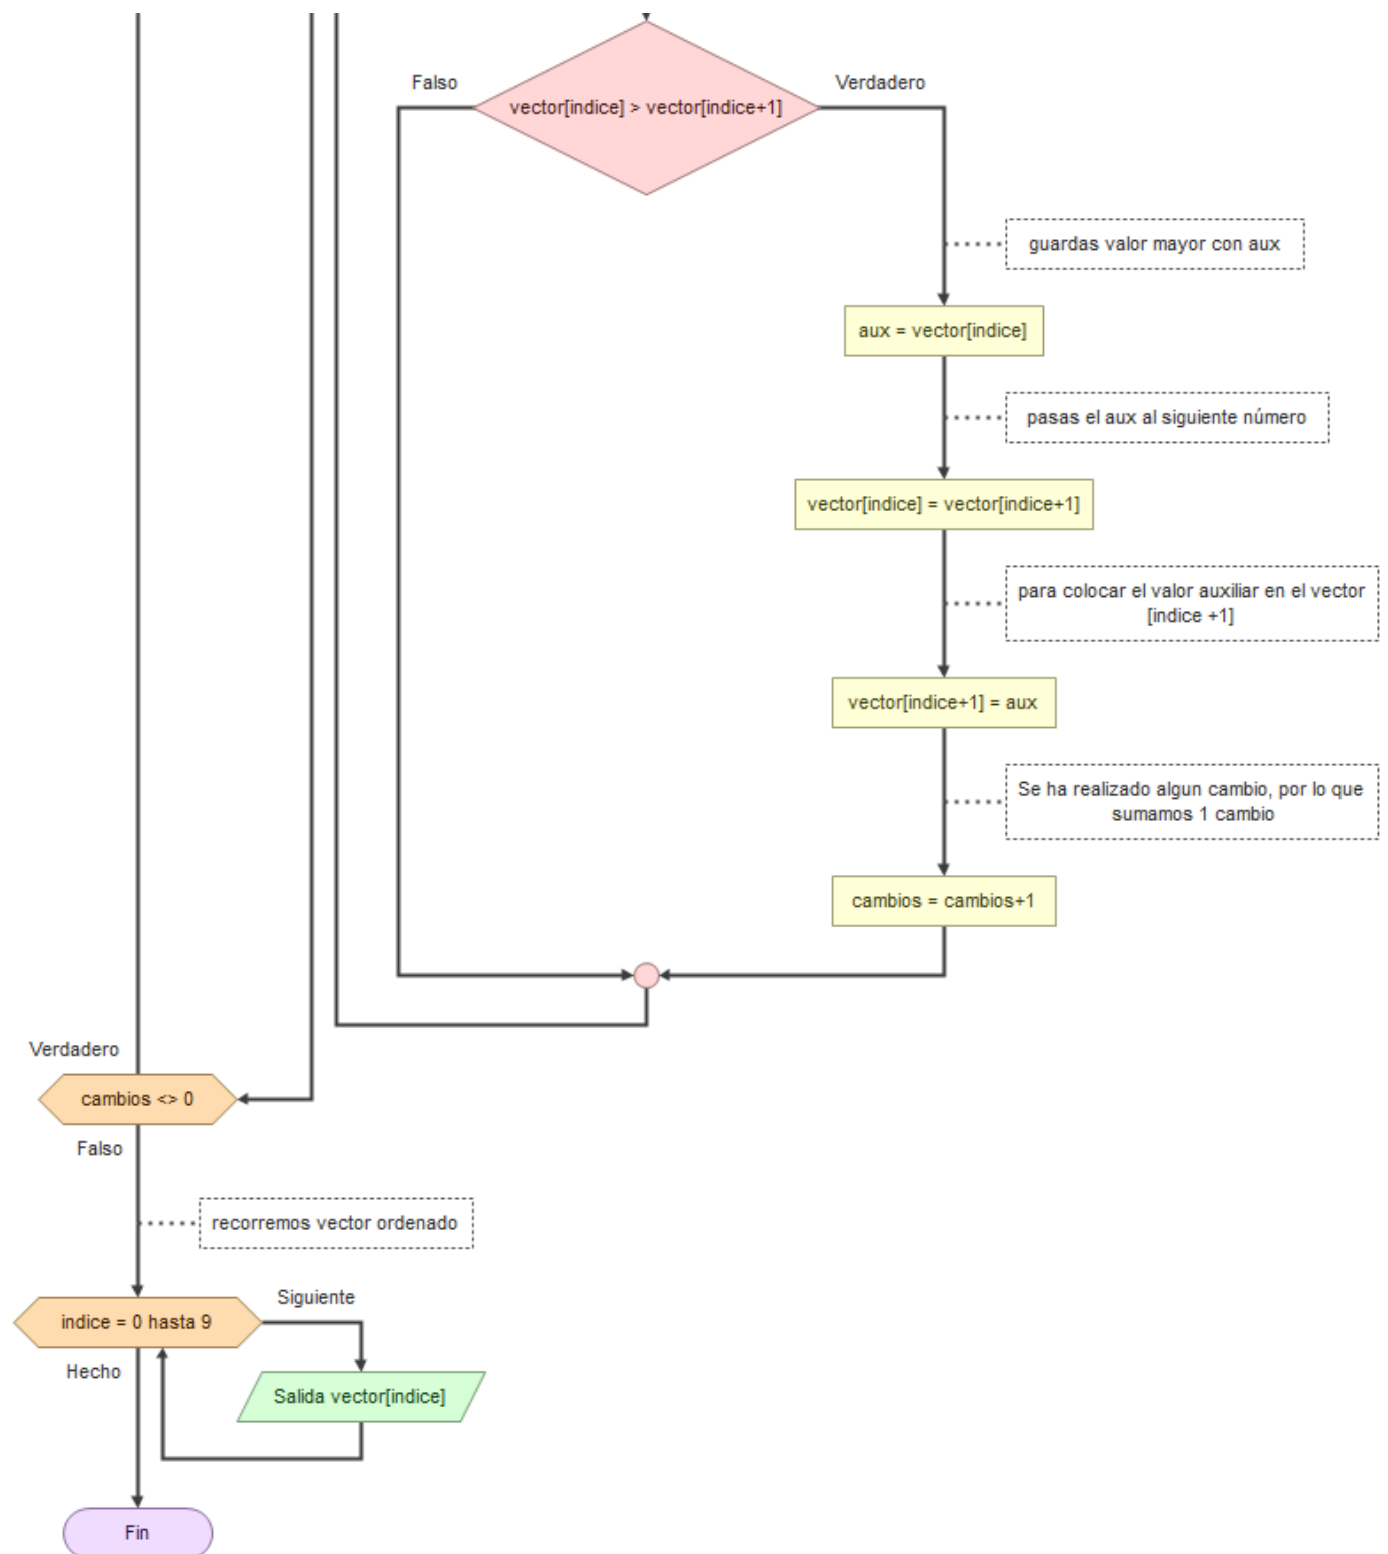 Falso
Verdadero
vector[indice] > vector[indice+1]
guardas valor mayor con aux
aux = vector[indice]
pasas el aux al siguiente número
vector[indice] = vector[indice+1]
para colocar el valor auxiliar en el vector
[indice +1]
vector[indice+1] = aux
Se ha realizado algun cambio, por lo que
sumamos 1 cambio
cambios = cambios+1
Verdadero
cambios <> 0
Falso
recorremos vector ordenado
Siguiente
indice = 0 hasta 9
Hecho
Salida vector[indice]
Fin